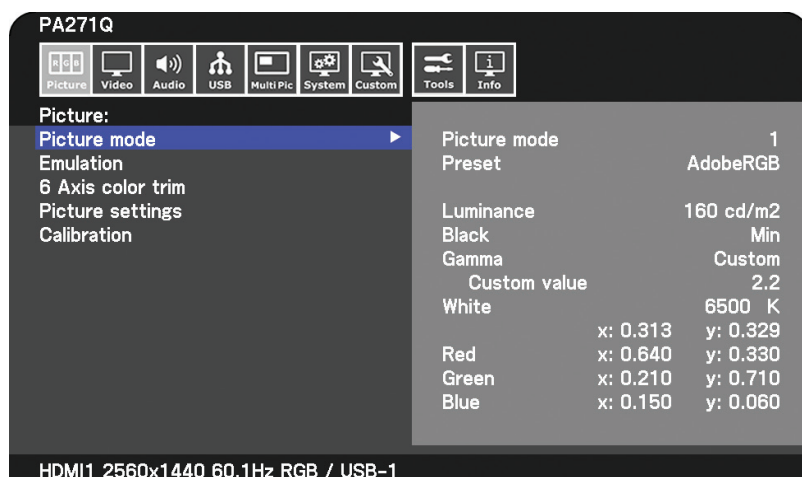 PA271Q
R G B
Picture Video Audio USB MultiPic System Custom Tools Info
Picture:
Picture mode
Emulation
6 Axis color trim
Picture settings
Calibration
Picture mode 1
Preset AdobeRGB
Luminance 160 cd/m2
Black Min
Gamma Custom
Custom value 2.2
White 6500 K
x: 0.313 y: 0.329
Red x: 0.640 y: 0.330
Green x: 0.210 y: 0.710
Blue x: 0.150 y: 0.060
HDMI1 2560x1440 60.1Hz RGB / USB-1